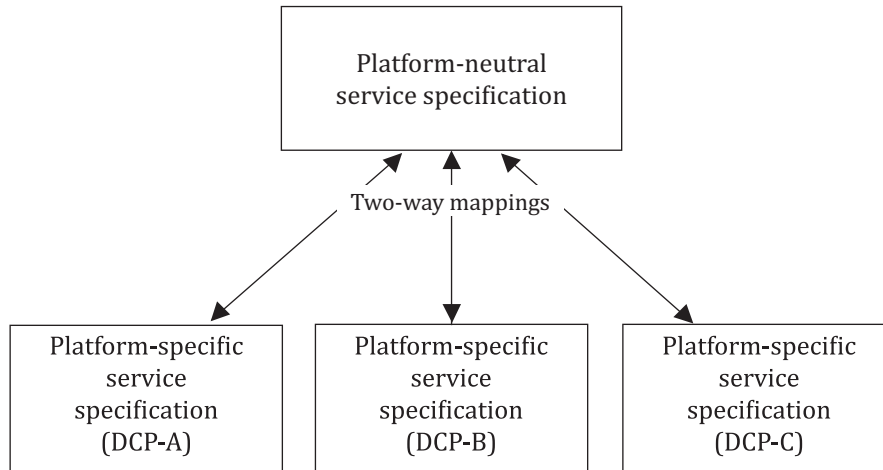 Platform-neutral
service specification
Two-way mappings
Platform-specific
service
specification
(DCP-A)
Platform-specific
service
specification
(DCP-B)
Platform-specific
service
specification
(DCP-C)